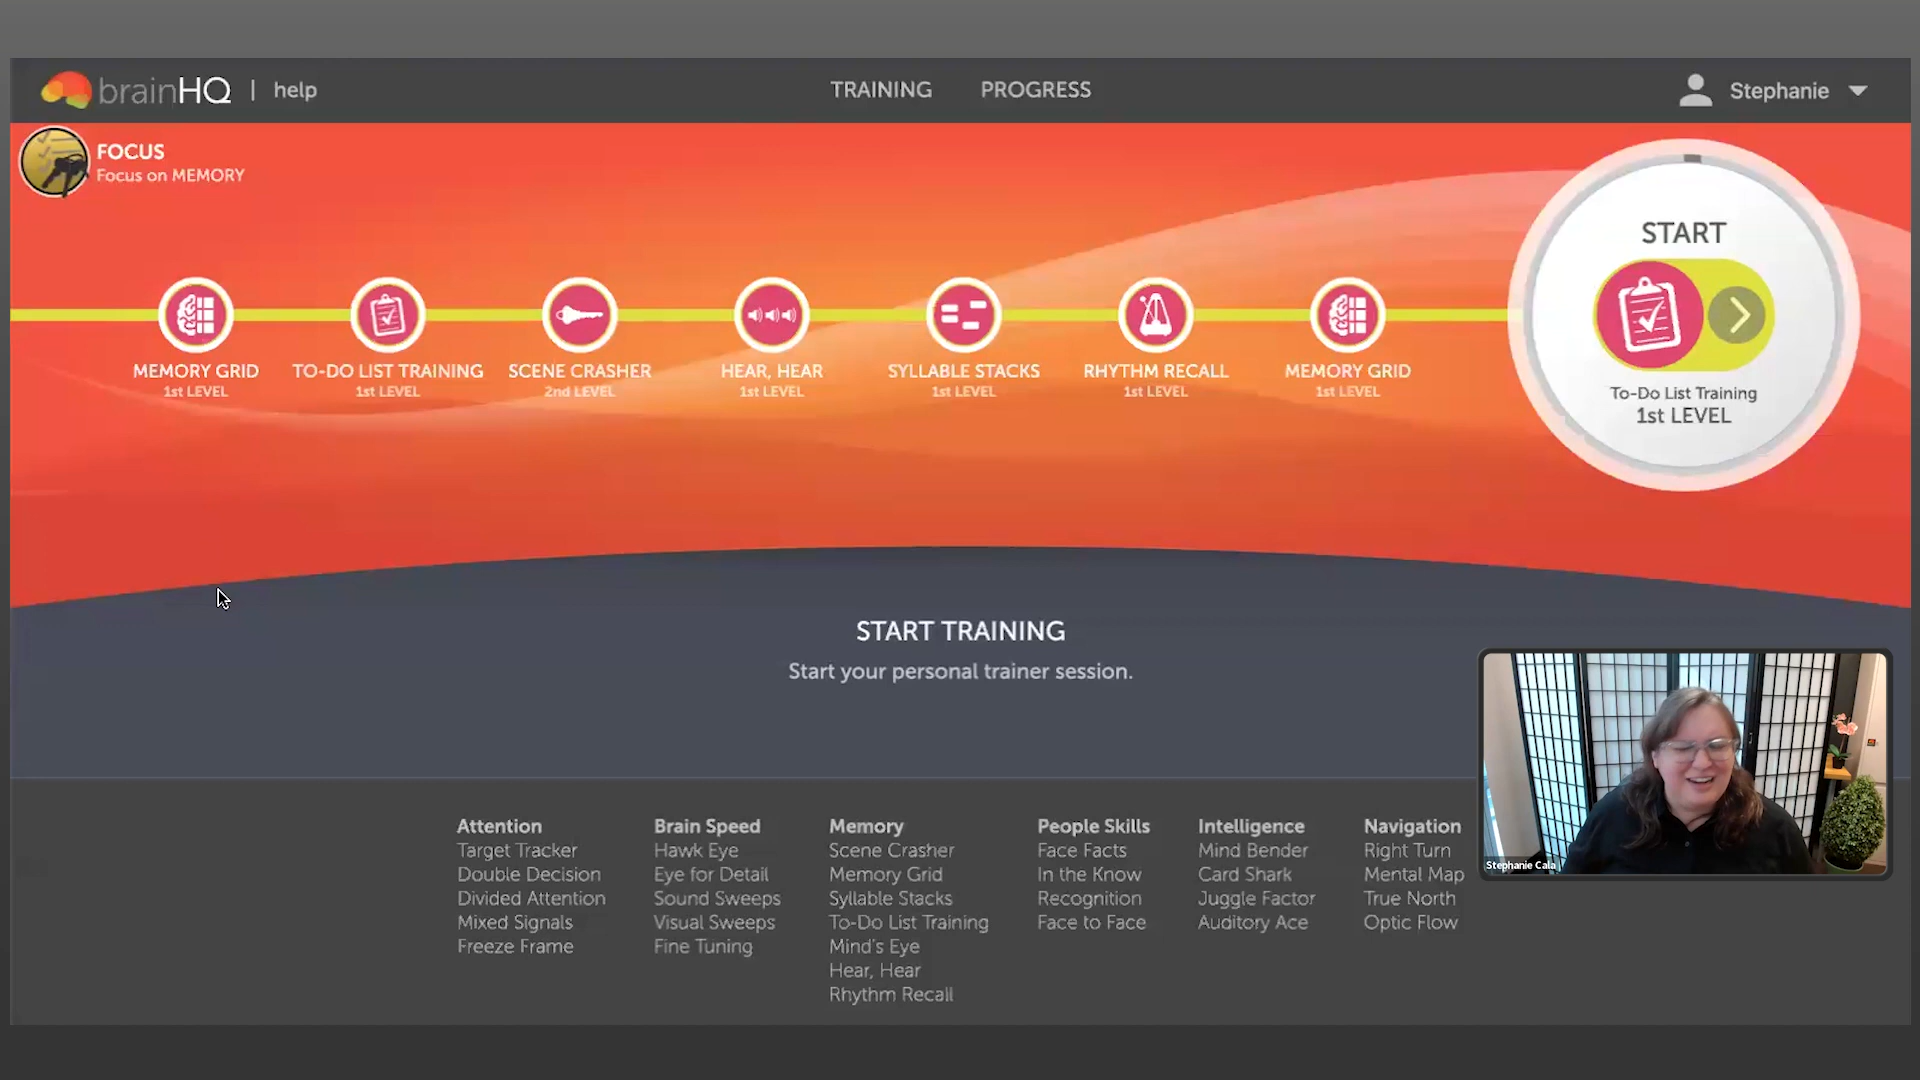 brainHQ | help
TRAINING
PROGRESS
Stephanie
FOCUS
Focus on MEMORY
MEMORY GRID
1st LEVEL
TO-DO LIST TRAINING
1st LEVEL
SCENE CRASHER
2nd LEVEL
HEAR, HEAR
1st LEVEL
SYLLABLE STACKS
1st LEVEL
RHYTHM RECALL
1st LEVEL
MEMORY GRID
1st LEVEL
START
To-Do List Training
1st LEVEL
START TRAINING
Start your personal trainer session.
Attention
Target Tracker
Double Decision
Divided Attention
Mixed Signals
Freeze Frame
Brain Speed
Hawk Eye
Eye for Detail
Sound Sweeps
Visual Sweeps
Fine Tuning
Memory
Scene Crasher
Memory Grid
Syllable Stacks
To-Do List Training
Mind's Eye
Hear, Hear
Rhythm Recall
People Skills
Face Facts
In the Know
Recognition
Face to Face
Intelligence
Mind Bender
Card Shark
Juggle Factor
Auditory Ace
Navigation
Right Turn
Mental Map
True North
Optic Flow
Stephanie Cala